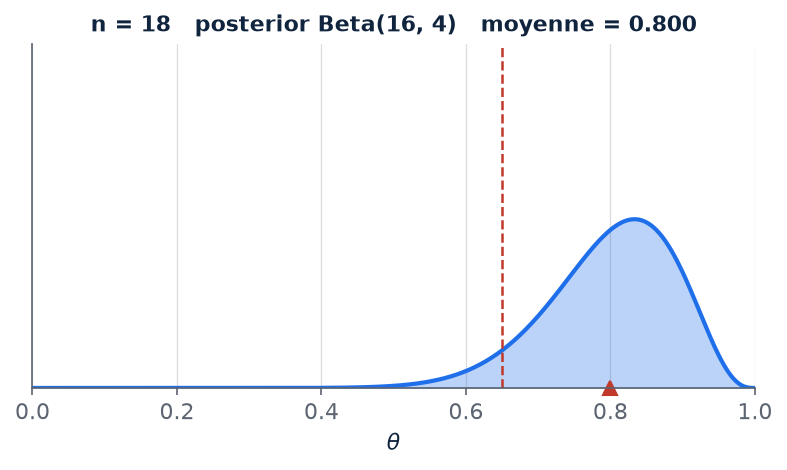 n = 18   posterior Beta(16, 4)   moyenne = 0.800
0.0 0.2 0.4 0.6 0.8 1.0
θ